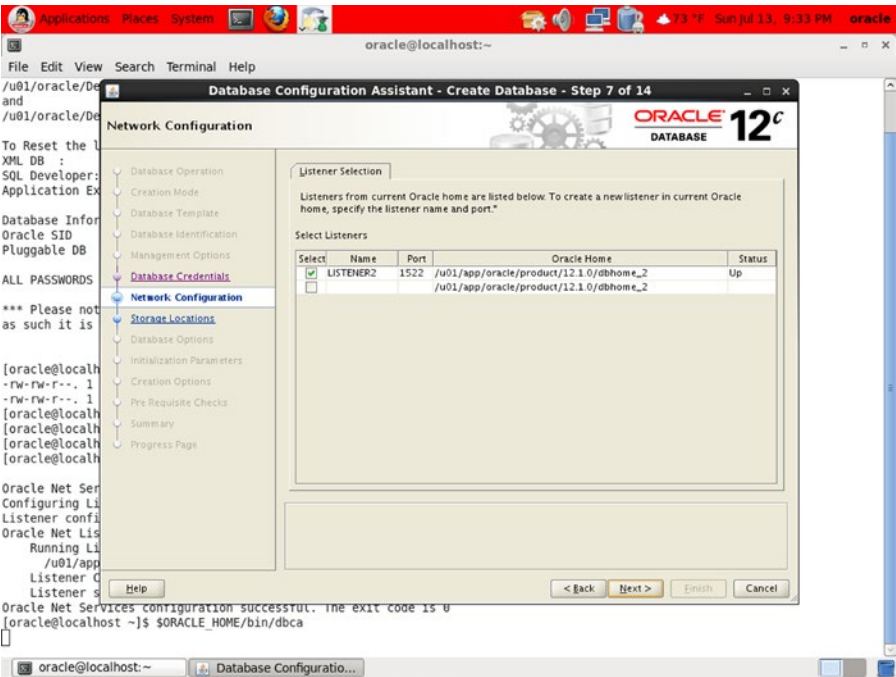 Applications Places System 73 °F Sun Jul 13, 9:33 PM oracle
oracle@localhost:~
File Edit View Search Terminal Help
/u01/oracle/De
and
/u01/oracle/De
To Reset the l
XML DB :
SQL Developer:
Application Ex
Database Infor
Oracle SID
Pluggable DB
ALL PASSWORDS
*** Please not
as such it is
[oracle@localh
-rw-rw-r--. 1
-rw-rw-r--. 1
[oracle@localh
[oracle@localh
[oracle@localh
[oracle@localh
Oracle Net Ser
Configuring Li
Listener confi
Oracle Net Lis
Running Li
/u01/app
Listener C
Listener s
Oracle Net Services configuration successful. The exit code is 0
[oracle@localhost ~]$ $ORACLE_HOME/bin/dbca
Database Configuration Assistant - Create Database - Step 7 of 14
Network Configuration
ORACLE DATABASE 12c
Database Operation
Creation Mode
Database Template
Database Identification
Management Options
Database Credentials
Network Configuration
Storage Locations
Database Options
Initialization Parameters
Creation Options
Pre Requisite Checks
Summary
Progress Page
Listener Selection
Listeners from current Oracle home are listed below. To create a new listener in current Oracle
home, specify the listener name and port."
Select Listeners
Select Name Port Oracle Home Status
LISTENER2 1522 /u01/app/oracle/product/12.1.0/dbhome_2 Up
/u01/app/oracle/product/12.1.0/dbhome_2
Help < Back Next > Finish Cancel
oracle@localhost:~ Database Configuratio...